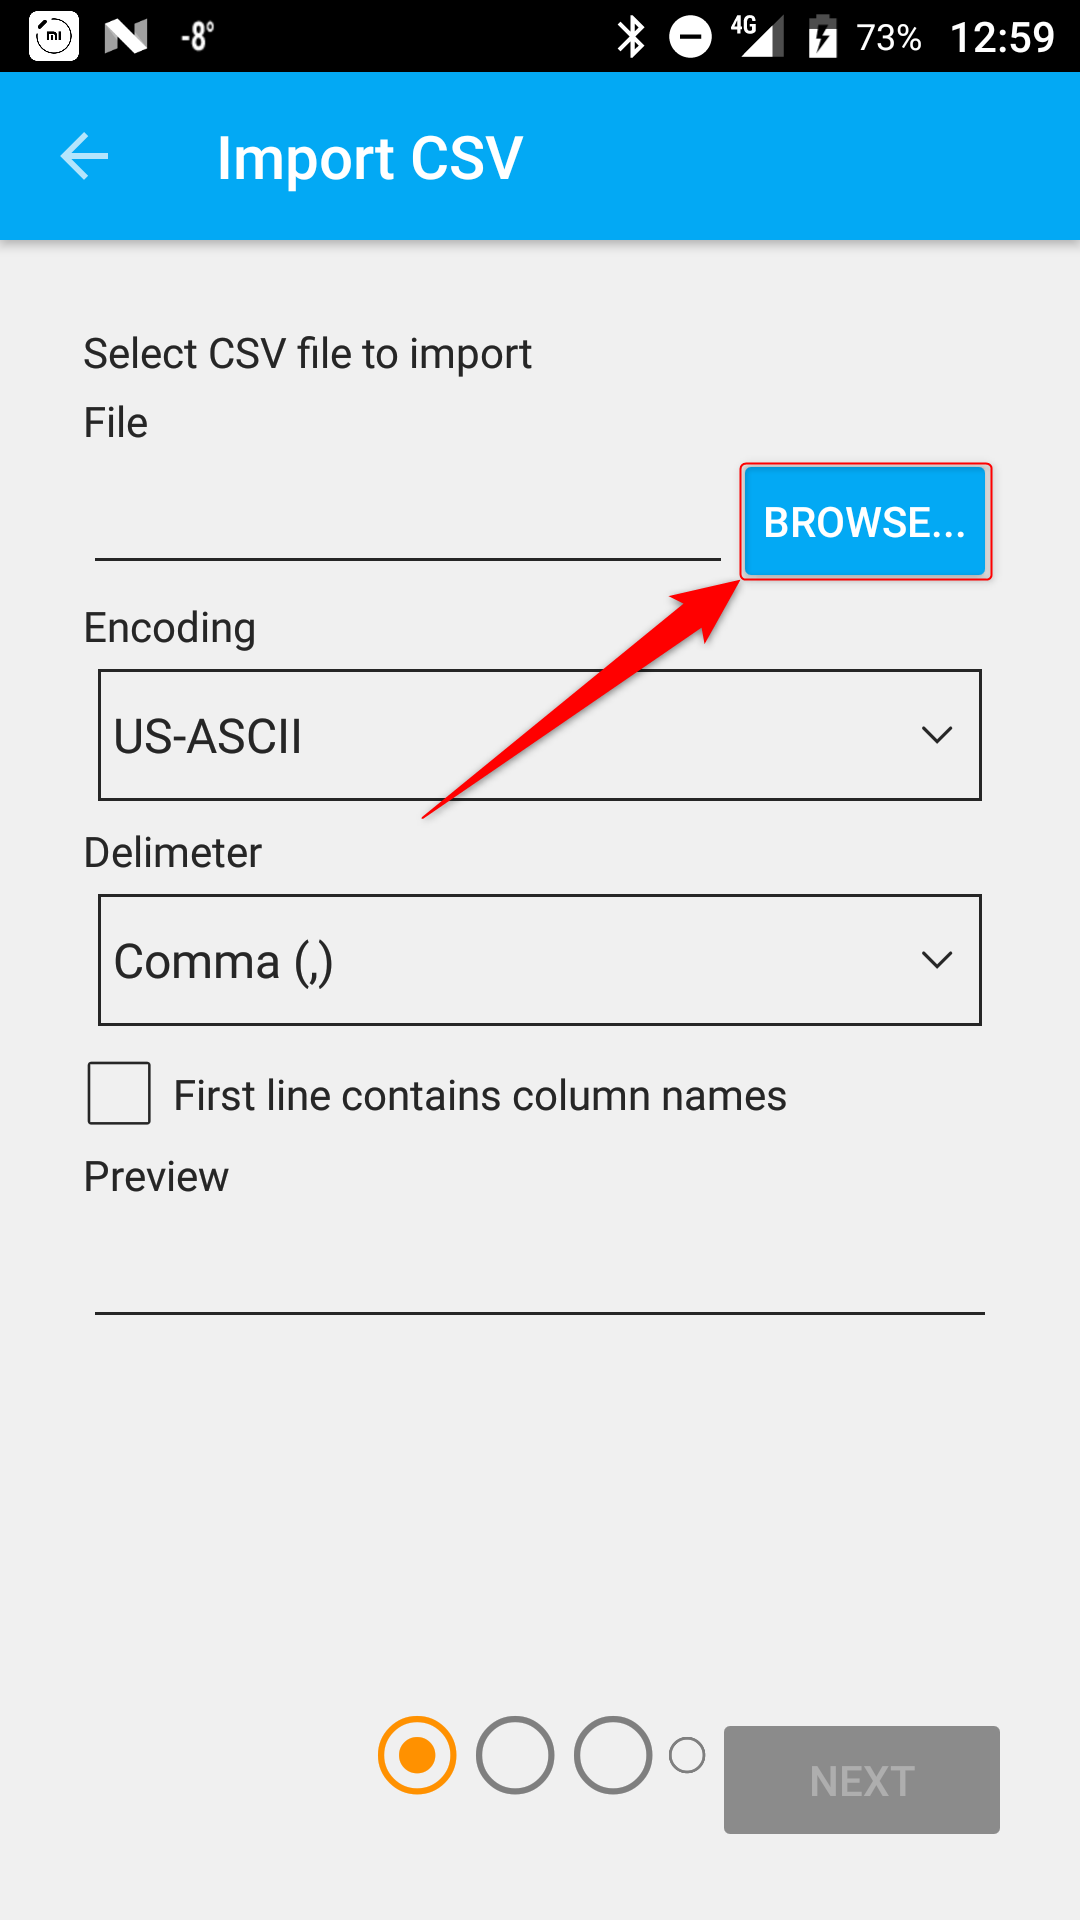 mi N -8° 4G 73% 12:59
Import CSV
Select CSV file to import
File
BROWSE...
Encoding
US-ASCII
Delimeter
Comma (,)
First line contains column names
Preview
NEXT